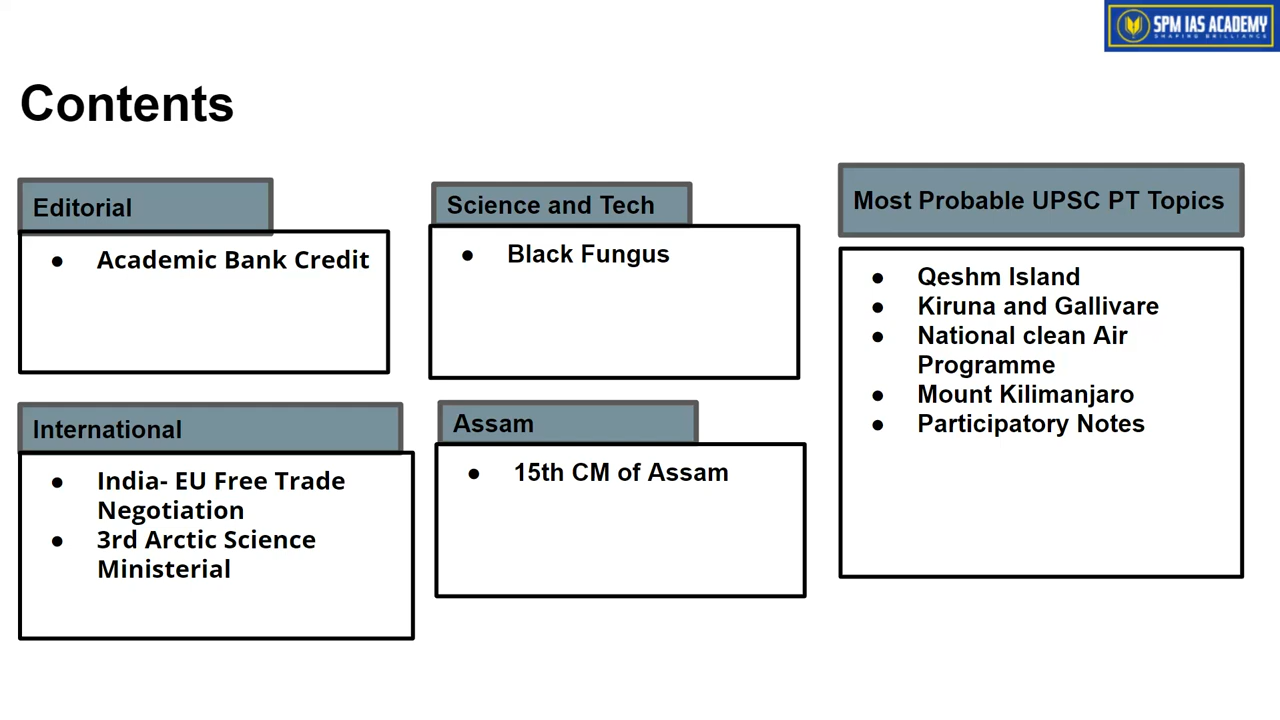 SPM IAS ACADEMY
SHAPING BRILLIANCE
Contents
Editorial
● Academic Bank Credit
International
● India- EU Free Trade
Negotiation
● 3rd Arctic Science
Ministerial
Science and Tech
● Black Fungus
Assam
● 15th CM of Assam
Most Probable UPSC PT Topics
● Qeshm Island
● Kiruna and Gallivare
● National clean Air
Programme
● Mount Kilimanjaro
● Participatory Notes